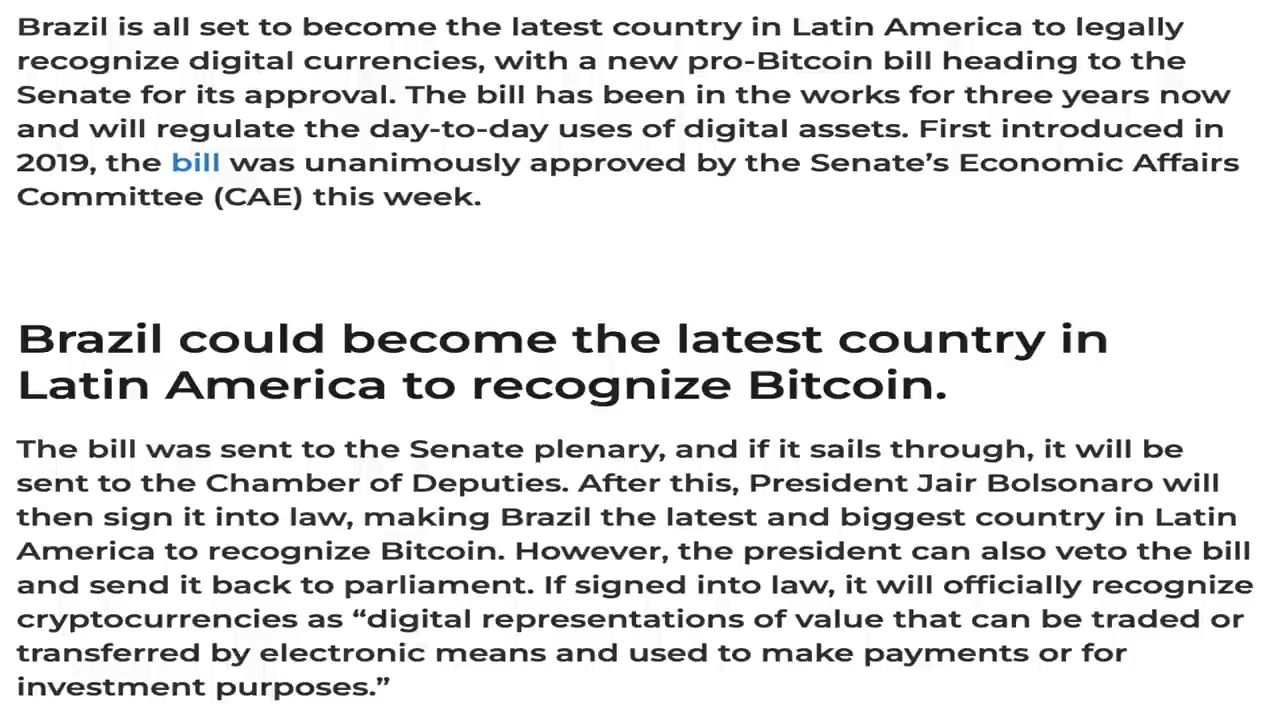 Brazil is all set to become the latest country in Latin America to legally
recognize digital currencies, with a new pro-Bitcoin bill heading to the
Senate for its approval. The bill has been in the works for three years now
and will regulate the day-to-day uses of digital assets. First introduced in
2019, the bill was unanimously approved by the Senate’s Economic Affairs
Committee (CAE) this week.
Brazil could become the latest country in
Latin America to recognize Bitcoin.
The bill was sent to the Senate plenary, and if it sails through, it will be
sent to the Chamber of Deputies. After this, President Jair Bolsonaro will
then sign it into law, making Brazil the latest and biggest country in Latin
America to recognize Bitcoin. However, the president can also veto the bill
and send it back to parliament. If signed into law, it will officially recognize
cryptocurrencies as “digital representations of value that can be traded or
transferred by electronic means and used to make payments or for
investment purposes.”